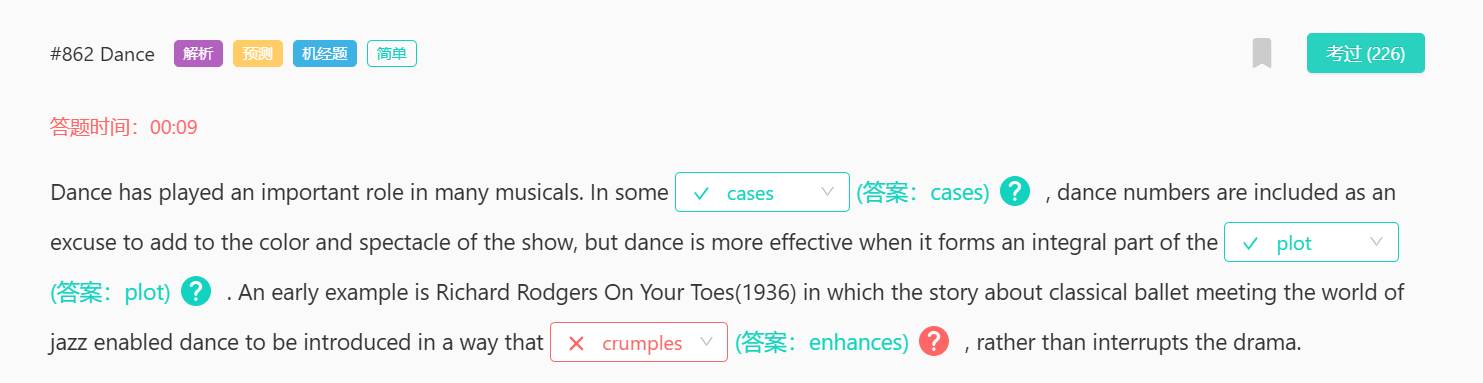 #862 Dance 解析 预测 机经题 简单 考过 (226)
答题时间：00:09
Dance has played an important role in many musicals. In some cases (答案：cases) ? , dance numbers are included as an
excuse to add to the color and spectacle of the show, but dance is more effective when it forms an integral part of the plot
(答案：plot) ? . An early example is Richard Rodgers On Your Toes(1936) in which the story about classical ballet meeting the world of
jazz enabled dance to be introduced in a way that crumples (答案：enhances) ? , rather than interrupts the drama.